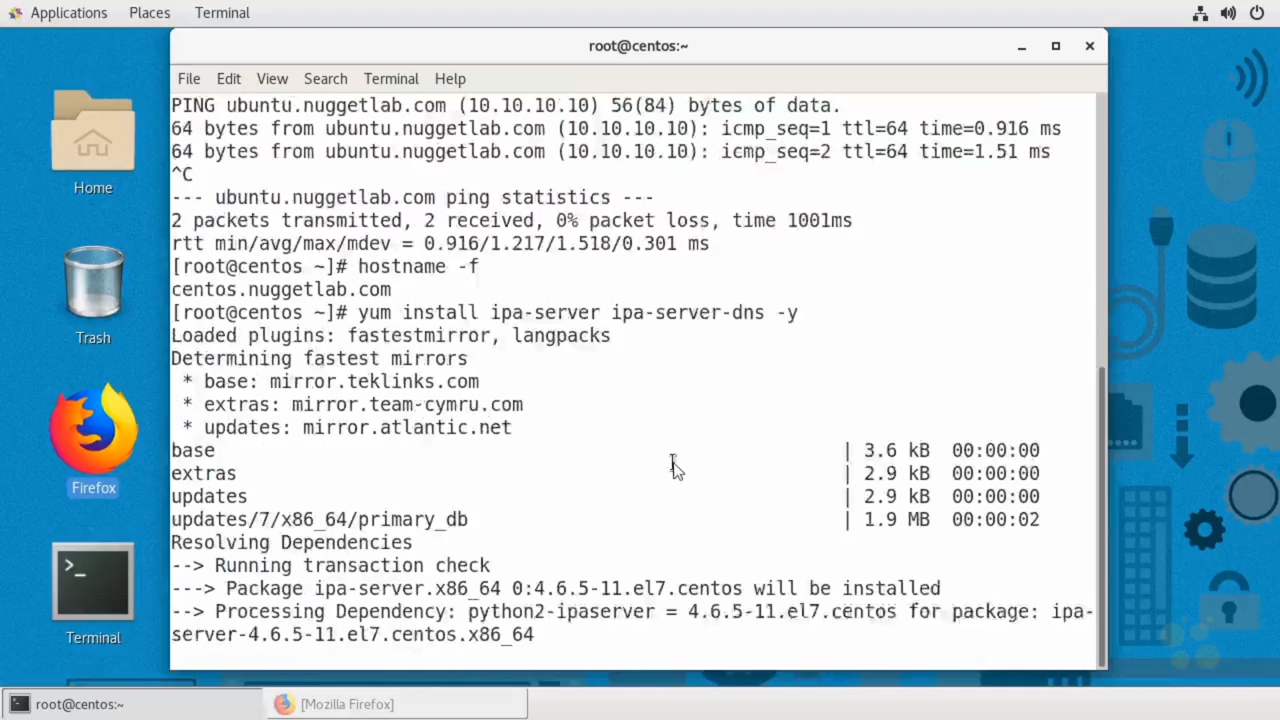 Applications Places Terminal
root@centos:~
File Edit View Search Terminal Help
PING ubuntu.nuggetlab.com (10.10.10.10) 56(84) bytes of data.
64 bytes from ubuntu.nuggetlab.com (10.10.10.10): icmp_seq=1 ttl=64 time=0.916 ms
64 bytes from ubuntu.nuggetlab.com (10.10.10.10): icmp_seq=2 ttl=64 time=1.51 ms
^C
--- ubuntu.nuggetlab.com ping statistics ---
2 packets transmitted, 2 received, 0% packet loss, time 1001ms
rtt min/avg/max/mdev = 0.916/1.217/1.518/0.301 ms
[root@centos ~]# hostname -f
centos.nuggetlab.com
[root@centos ~]# yum install ipa-server ipa-server-dns -y
Loaded plugins: fastestmirror, langpacks
Determining fastest mirrors
 * base: mirror.teklinks.com
 * extras: mirror.team-cymru.com
 * updates: mirror.atlantic.net
base | 3.6 kB 00:00:00
extras | 2.9 kB 00:00:00
updates | 2.9 kB 00:00:00
updates/7/x86_64/primary_db | 1.9 MB 00:00:02
Resolving Dependencies
--> Running transaction check
---> Package ipa-server.x86_64 0:4.6.5-11.el7.centos will be installed
--> Processing Dependency: python2-ipaserver = 4.6.5-11.el7.centos for package: ipa-
server-4.6.5-11.el7.centos.x86_64
Home
Trash
Firefox
>_
Terminal
root@centos:~ [Mozilla Firefox]